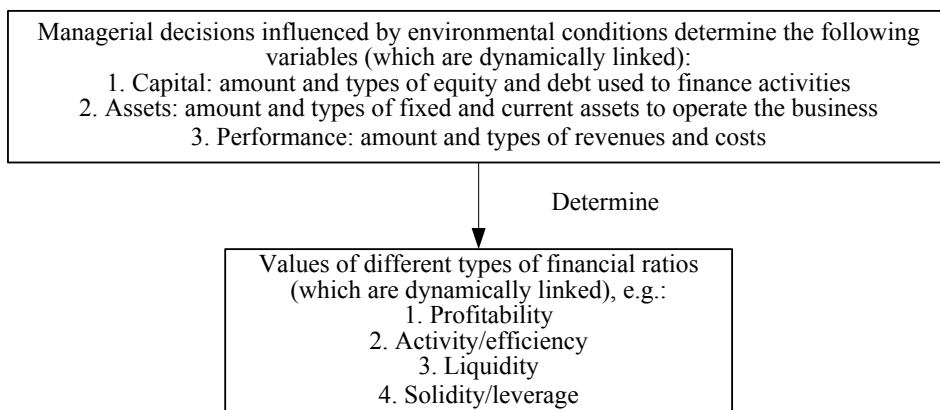 Managerial decisions influenced by environmental conditions determine the following
variables (which are dynamically linked):
1. Capital: amount and types of equity and debt used to finance activities
2. Assets: amount and types of fixed and current assets to operate the business
3. Performance: amount and types of revenues and costs
Determine
Values of different types of financial ratios
(which are dynamically linked), e.g.:
1. Profitability
2. Activity/efficiency
3. Liquidity
4. Solidity/leverage